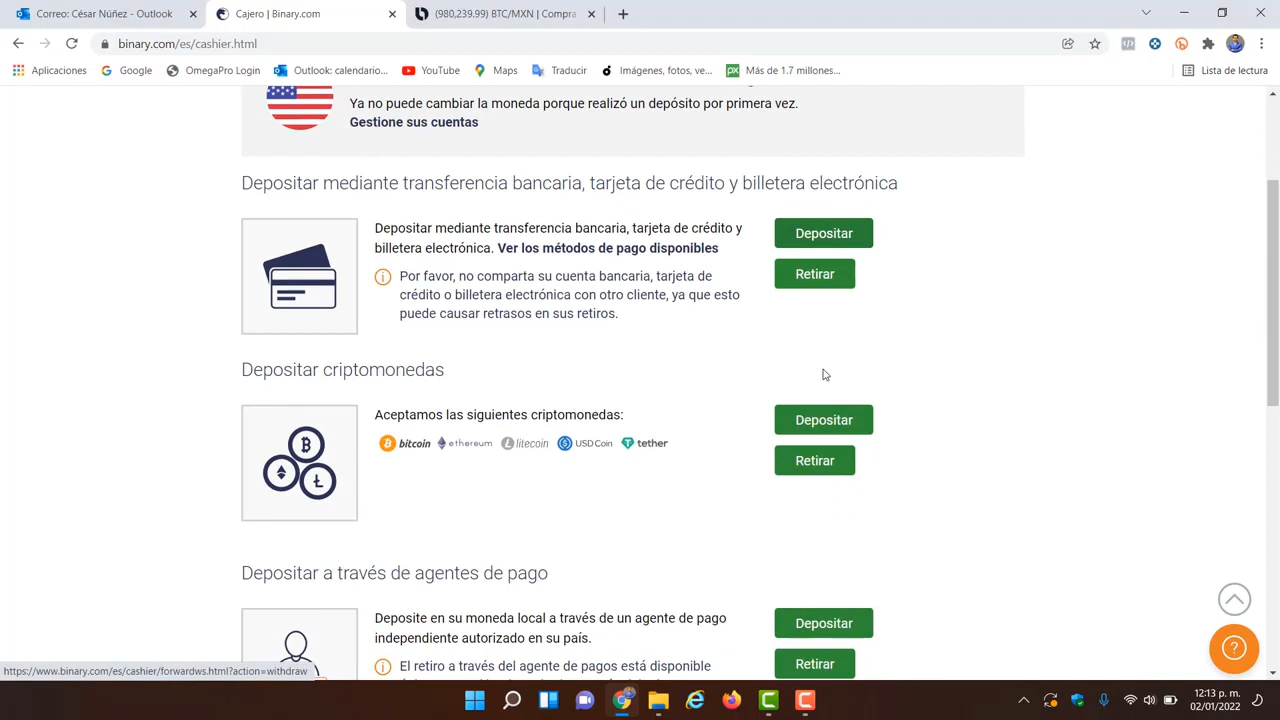 Correo: César Núñez - Outlook
Cajero | Binary.com
(980,239.99) BTC/MXN | Compra
binary.com/es/cashier.html
Aplicaciones
Google
OmegaPro Login
Outlook: calendario...
YouTube
Maps
Traducir
Imágenes, fotos, ve...
px
Más de 1.7 millones...
Lista de lectura
Ya no puede cambiar la moneda porque realizó un depósito por primera vez.
Gestione sus cuentas
Depositar mediante transferencia bancaria, tarjeta de crédito y billetera electrónica
Depositar mediante transferencia bancaria, tarjeta de crédito y
billetera electrónica. Ver los métodos de pago disponibles
Por favor, no comparta su cuenta bancaria, tarjeta de
crédito o billetera electrónica con otro cliente, ya que esto
puede causar retrasos en sus retiros.
Depositar
Retirar
Depositar criptomonedas
Aceptamos las siguientes criptomonedas:
bitcoin ethereum litecoin USD Coin tether
Depositar
Retirar
Depositar a través de agentes de pago
Deposite en su moneda local a través de un agente de pago
independiente autorizado en su país.
El retiro a través del agente de pagos está disponible
Depositar
Retirar
https://www.binary.com/es/cashier/forwardws.html?action=withdraw
12:13 p. m.
02/01/2022